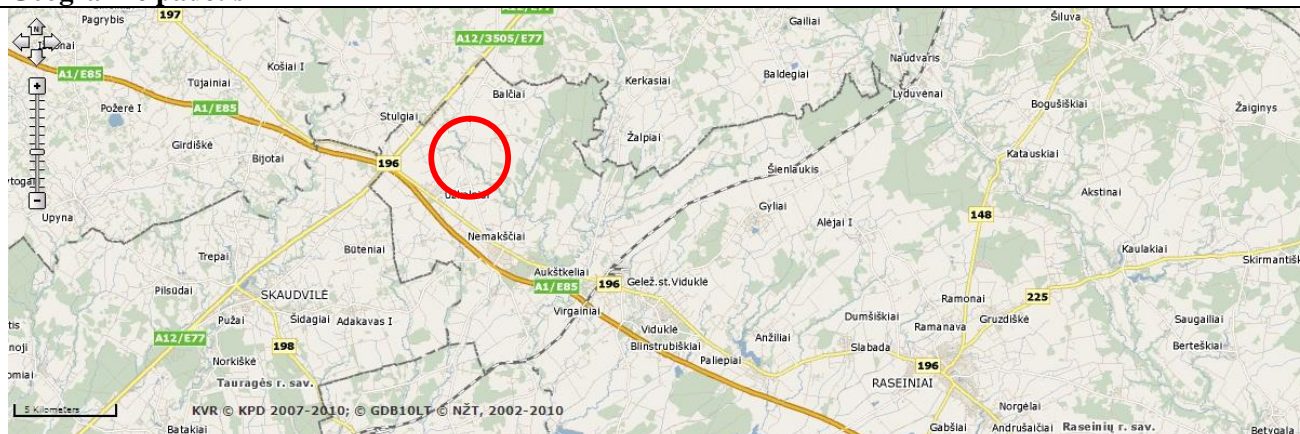 Pagrybis
197
Gailiai
Šiluva
N
A12/3505/E77
Košiai I
Naudvaris
A1/E85
Tūjainiai
Kerkasiai
Baldegiai
Lyduvėnai
Balčiai
Požerė I
A1/E85
Bogušiškiai
Žaiginys
Stulgiai
Girdiškė
Žalpiai
Bijotai
196
Katauskiai
Šienlaukis
Akstinai
Upyna
Gyliai
148
Alėjai I
Nemakščiai
Trepai
Būteniai
Kaulakiai
Skirmantišk
Aukštkeliai
Pilsūdai
A1/E85
196
Gelež.st.Viduklė
SKAUDVILĖ
Ramonai
225
Virgainiai
Pužai
Šidagiai
Adakavas I
Dumšiškiai
Ramanava
Gruzdiškė
Saugailiai
A12/E77
Viduklė
Anžiliai
198
Blinstrubiškiai
Slabada
Berteškiai
Norkiškė
Paliepiai
196
Tauragės r. sav.
RASEINIAI
5 Kilometers
KVR © KPD 2007-2010; © GDB10LT © NŽT, 2002-2010
Norgėlai
Batakiai
Gabšiai
Andrušaičiai
Raseinių r. sav.
Betygala